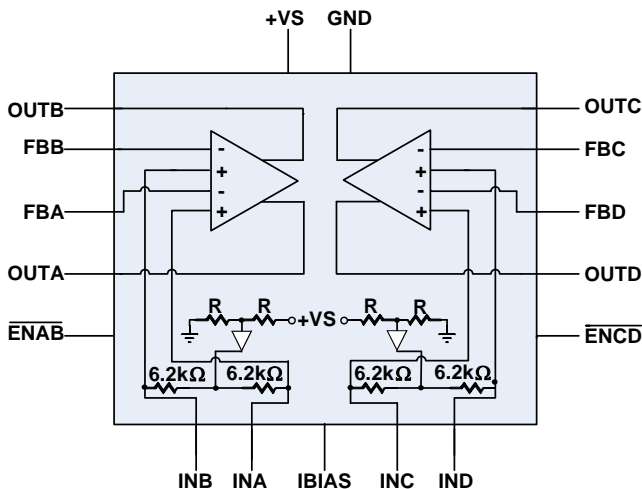 +VS GND
OUTB OUTC
FBB - - FBC
+ +
FBA - - FBD
+ +
OUTA OUTD
R R +VS R R
ENAB ENCD
6.2kΩ 6.2kΩ 6.2kΩ 6.2kΩ
INB INA IBIAS INC IND